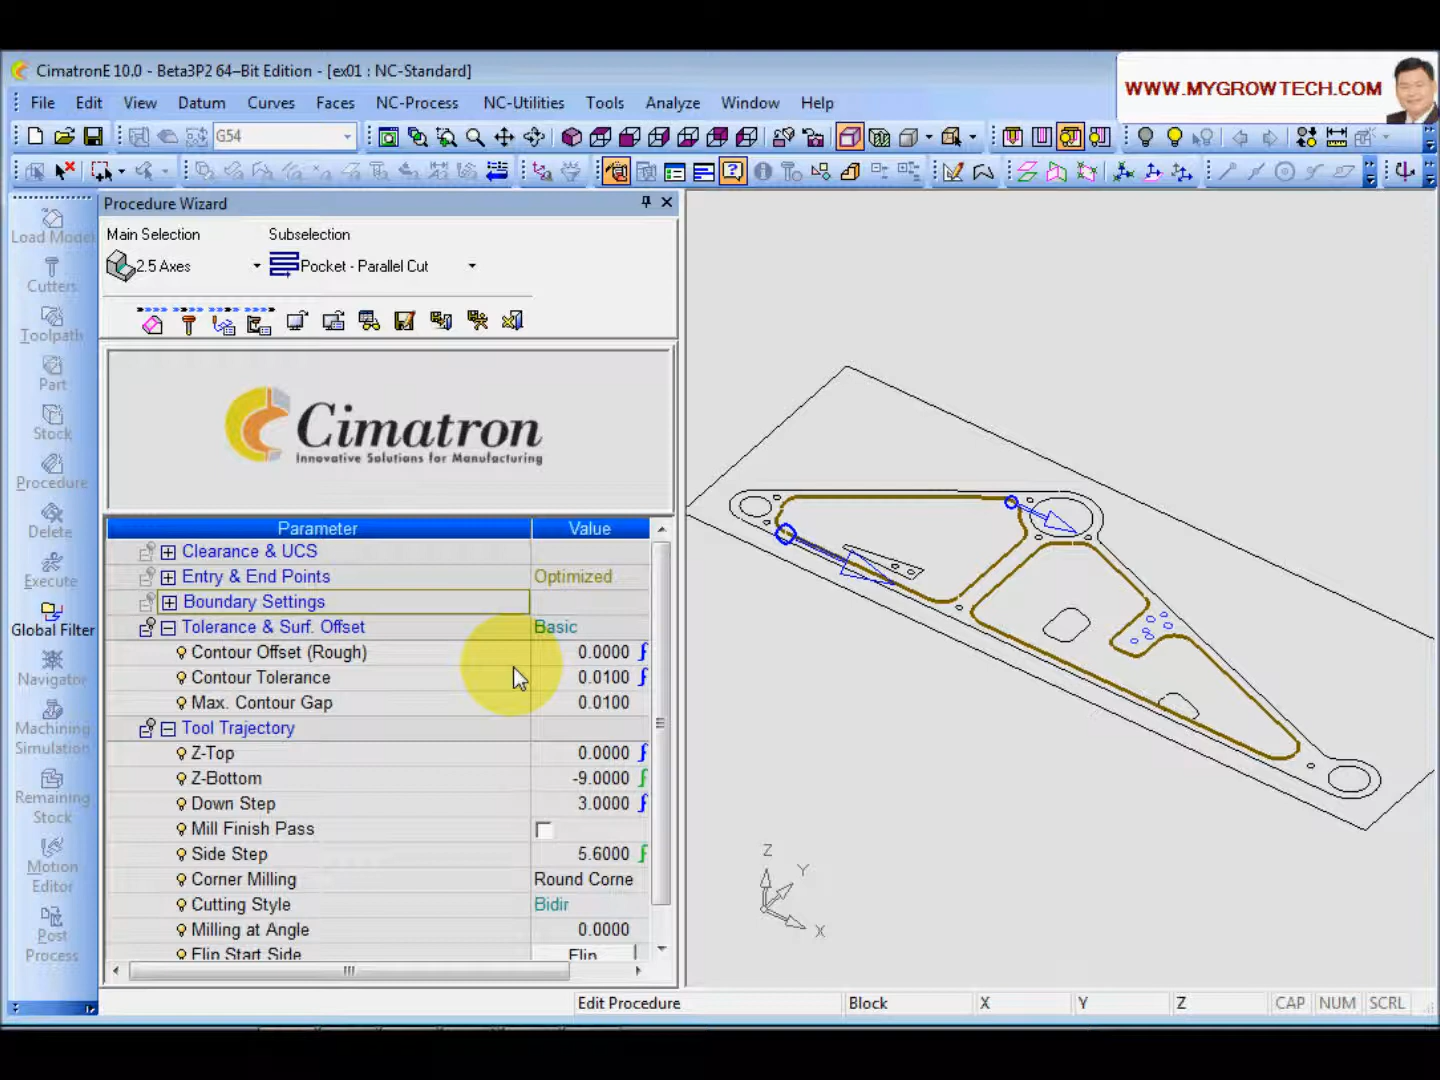 CimatronE 10.0 - Beta3P2 64-Bit Edition - [ex01 : NC-Standard]
WWW.MYGROWTECH.COM
File Edit View Datum Curves Faces NC-Process NC-Utilities Tools Analyze Window Help
G54
Load Model
Cutters
Toolpath
Part
Stock
Procedure
Delete
Execute
Global Filter
Navigator
Machining
Simulation
Remaining
Stock
Motion
Editor
Post
Process
Procedure Wizard
Main Selection Subselection
2.5 Axes Pocket - Parallel Cut
Cimatron
Innovative Solutions for Manufacturing
Parameter Value
Clearance & UCS
Entry & End Points Optimized
Boundary Settings
Tolerance & Surf. Offset Basic
Contour Offset (Rough) 0.0000 f
Contour Tolerance 0.0100 f
Max. Contour Gap 0.0100
Tool Trajectory
Z-Top 0.0000 f
Z-Bottom -9.0000 f
Down Step 3.0000 f
Mill Finish Pass
Side Step 5.6000 f
Corner Milling Round Corne
Cutting Style Bidir
Milling at Angle 0.0000
Flip Start Side Flip
Z
Y
X
Edit Procedure Block X Y Z CAP NUM SCRL